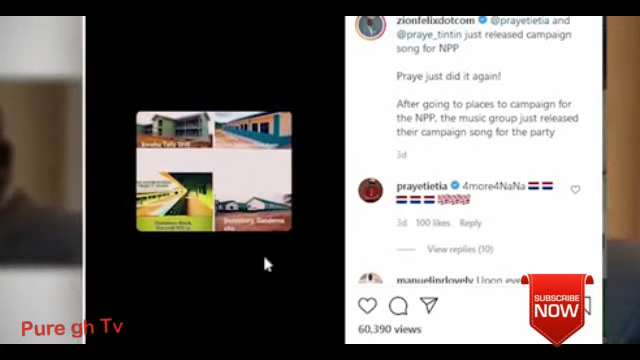 zionfelixdotcom @prayetietia and
@praye_tintin just released campaign
song for NPP
Praye just did it again!
After going to places to campaign for
the NPP, the music group just released
their campaign song for the party
3d
prayetietia 4more4NaNa
3d 100 likes Reply
View replies (10)
manuelinrlovely Upon
60,390 views
SUBSCRIBE
NOW
Pure gh Tv